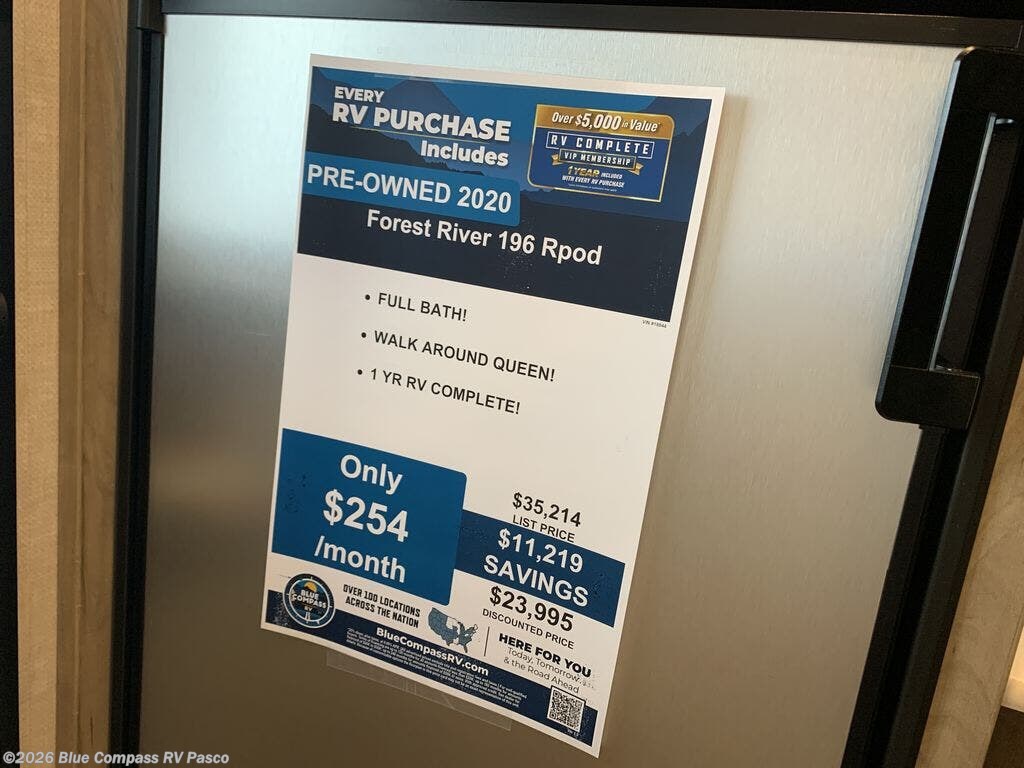 EVERY
RV PURCHASE
Includes
Over $5,000 in Value
RV COMPLETE
VIP MEMBERSHIP
1 YEAR INCLUDED
WITH EVERY RV PURCHASE
PRE-OWNED 2020
Forest River 196 Rpod
• FULL BATH!
• WALK AROUND QUEEN!
• 1 YR RV COMPLETE!
Only
$254
/month
$35,214
LIST PRICE
$11,219
SAVINGS
$23,995
DISCOUNTED PRICE
BLUE
COMPASS
RV
OVER 100 LOCATIONS
ACROSS THE NATION
BlueCompassRV.com
HERE FOR YOU
Today, Tomorrow,
& the Road Ahead
©2026 Blue Compass RV Pasco